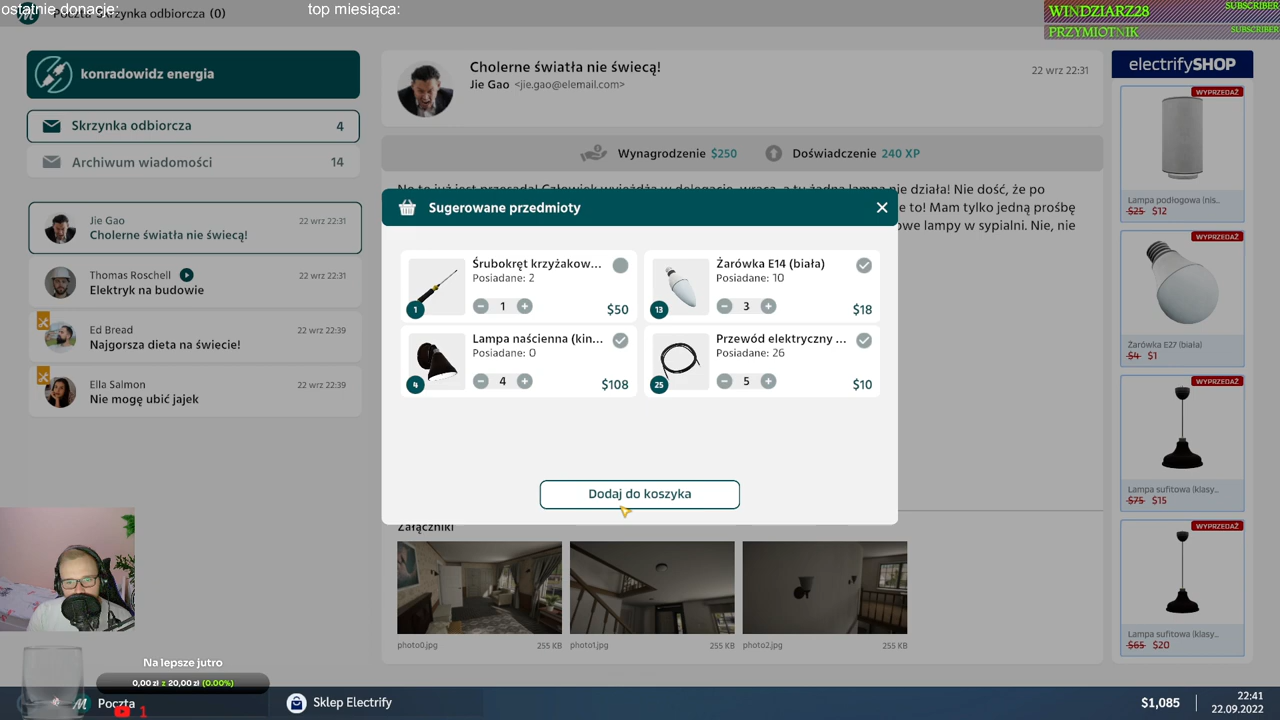 ostatnie donacje:
top miesiąca:
Poczta Skrzynka odbiorcza (0)
WINDZIARZ28 SUBSCRIBER
PRZYMIOTNIK SUBSCRIBER
konradowidz energia
Skrzynka odbiorcza 4
Archiwum wiadomości 14
Jie Gao 22 wrz 22:31
Cholerne światła nie świecą!
Thomas Roschell 22 wrz 22:31
Elektryk na budowie
Ed Bread 22 wrz 22:39
Najgorsza dieta na święcie!
Ella Salmon 22 wrz 22:39
Nie mogę ubić jajek
Cholerne światła nie świecą!
Jie Gao <jie.gao@elemail.com>
22 wrz 22:31
Wynagrodzenie $250 Doświadczenie 240 XP
No to już jest przesada! Człowiek wyjeżdża w delegację, wraca, a tu żadna lampa nie działa! Nie dość, że po
e to! Mam tylko jedną prośbę
owe lampy w sypialni. Nie, nie
Sugerowane przedmioty
Śrubokręt krzyżakow...
Posiadane: 2
1 1 $50
Żarówka E14 (biała)
Posiadane: 10
13 3 $18
Lampa naścienna (kin...
Posiadane: 0
4 4 $108
Przewód elektryczny ...
Posiadane: 26
25 5 $10
Dodaj do koszyka
Załączniki
photo0.jpg 255 KB
photo1.jpg 255 KB
photo2.jpg 255 KB
electrifySHOP
WYPRZEDAŻ
Lampa podłogowa (nis..
$25 $12
WYPRZEDAŻ
Żarówka E27 (biała)
$4 $1
WYPRZEDAŻ
Lampa sufitowa (klasy...
$75 $15
WYPRZEDAŻ
Lampa sufitowa (klasy...
$65 $20
Na lepsze jutro
0,00 zł z 20,00 zł (0.00%)
Poczta
1
Sklep Electrify
$1,085
22:41
22.09.2022